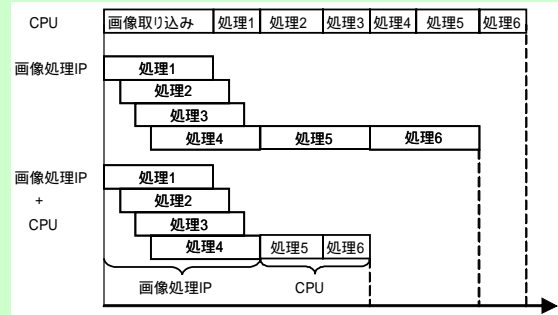 CPU 画像取り込み 処理1 処理2 処理3 処理4 処理5 処理6
画像処理IP 処理1
処理2
処理3
処理4 処理5 処理6
画像処理IP 処理1
+ 処理2
CPU 処理3
処理4 処理5 処理6
画像処理IP CPU